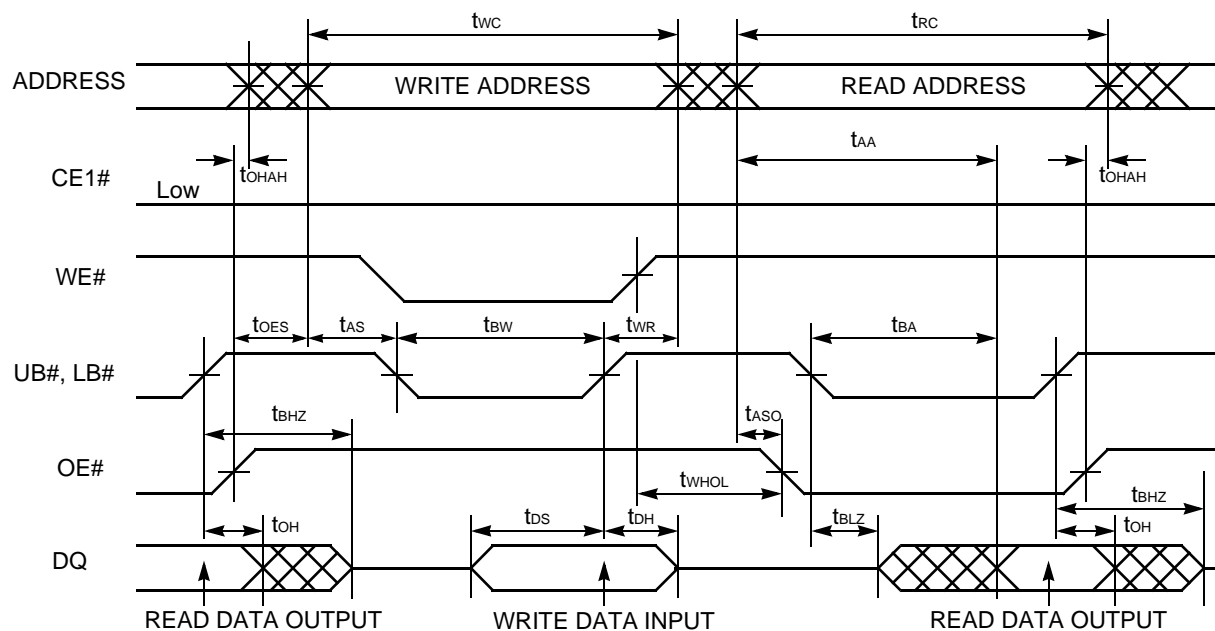 tWC
tRC
ADDRESS
WRITE ADDRESS
READ ADDRESS
tAA
tOHAH
tOHAH
CE1#
Low
WE#
tOES
tAS
tBW
tWR
tBA
UB#, LB#
tBHZ
tASO
OE#
tWHOL
tBHZ
tOH
tDS
tDH
tBLZ
tOH
DQ
READ DATA OUTPUT
WRITE DATA INPUT
READ DATA OUTPUT